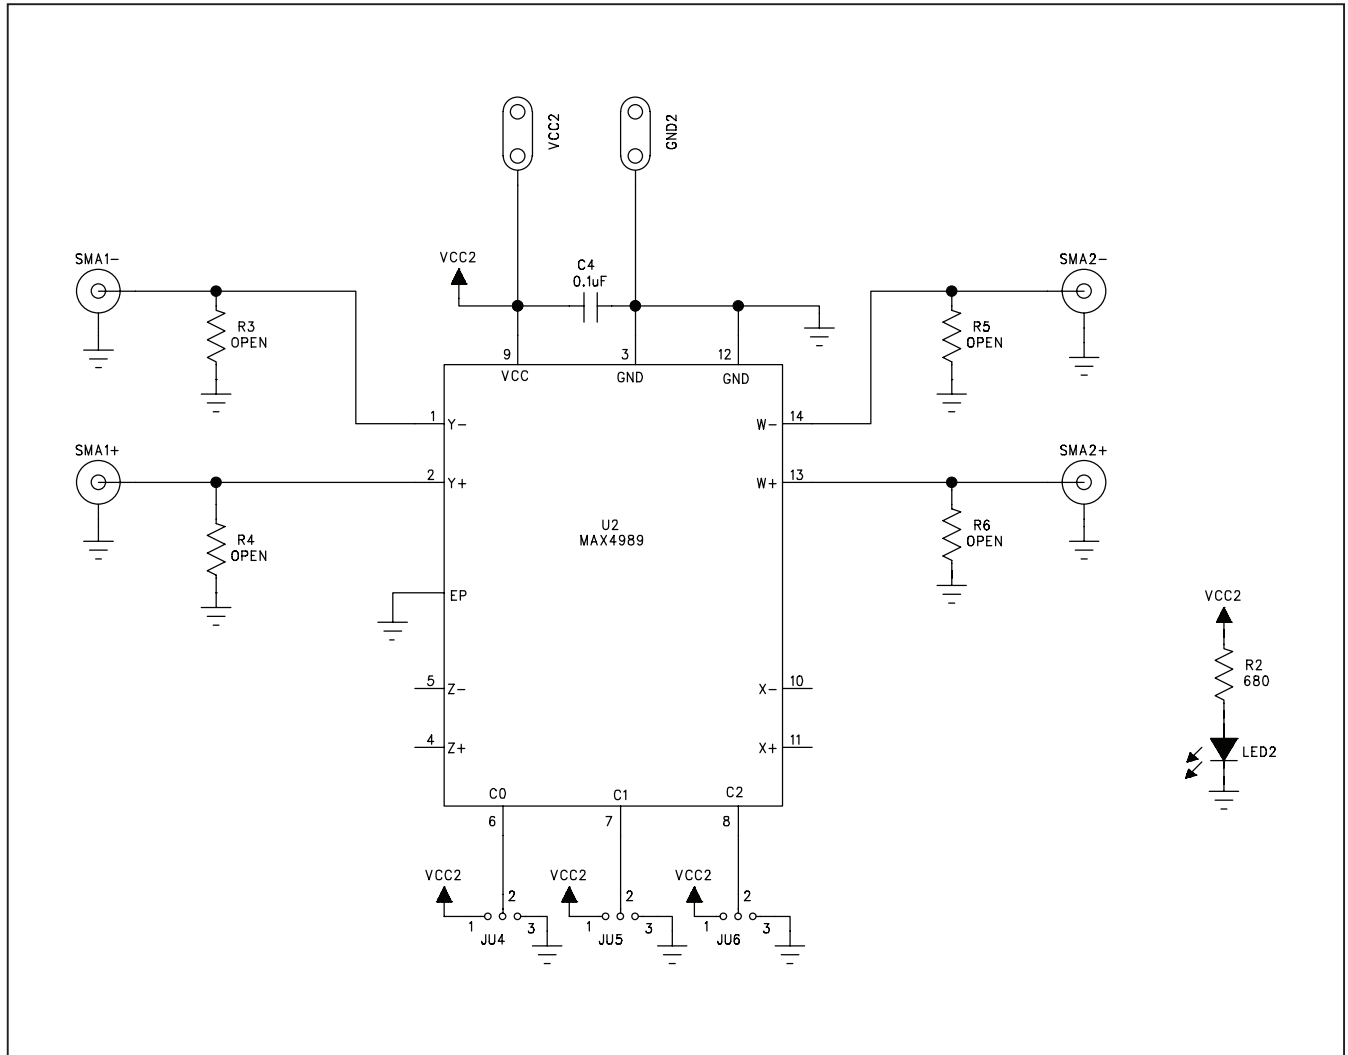 VCC2
GND2
SMA1-
VCC2
C4
0.1uF
SMA2-
R3
OPEN
R5
OPEN
9
3
12
VCC
GND
GND
1
Y-
W-
14
SMA1+
SMA2+
2
Y+
W+
13
U2
MAX4989
R4
OPEN
R6
OPEN
EP
VCC2
R2
680
5
Z-
X-
10
4
Z+
X+
11
LED2
C0
C1
C2
6
7
8
VCC2
VCC2
VCC2
2
2
2
1
3
1
3
1
3
JU4
JU5
JU6